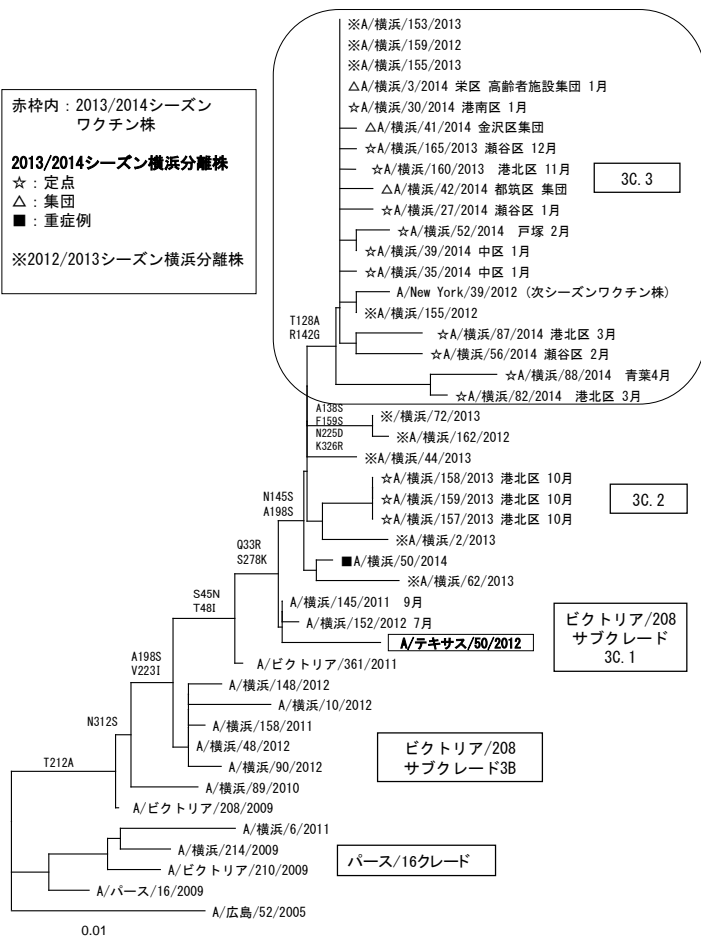 ※A/横浜/153/2013
※A/横浜/159/2012
※A/横浜/155/2013
△A/横浜/3/2014 栄区 高齢者施設集団 1月
☆A/横浜/30/2014 港南区 1月
△A/横浜/41/2014 金沢区集団
☆A/横浜/165/2013 瀬谷区 12月
☆A/横浜/160/2013 港北区 11月
△A/横浜/42/2014 都筑区 集団
☆A/横浜/27/2014 瀬谷区 1月
☆A/横浜/52/2014 戸塚 2月
☆A/横浜/39/2014 中区 1月
☆A/横浜/35/2014 中区 1月
A/New York/39/2012 (次シーズンワクチン株)
※A/横浜/155/2012
☆A/横浜/87/2014 港北区 3月
☆A/横浜/56/2014 瀬谷区 2月
☆A/横浜/88/2014 青葉4月
☆A/横浜/82/2014 港北区 3月
3C.3
赤枠内:2013/2014シーズン
ワクチン株
2013/2014シーズン横浜分離株
☆:定点
△:集団
■:重症例
※2012/2013シーズン横浜分離株
T128A
R142G
※/横浜/72/2013
※A/横浜/162/2012
※A/横浜/44/2013
A138S
F159S
N225D
K326R
☆A/横浜/158/2013 港北区 10月
☆A/横浜/159/2013 港北区 10月
☆A/横浜/157/2013 港北区 10月
※A/横浜/2/2013
3C.2
N145S
A198S
■A/横浜/50/2014
※A/横浜/62/2013
Q33R
S278K
A/横浜/145/2011 9月
A/横浜/152/2012 7月
A/テキサス/50/2012
ビクトリア/208
サブクレード
3C.1
S45N
T48I
A/ビクトリア/361/2011
A198S
V223I
A/横浜/148/2012
A/横浜/10/2012
A/横浜/158/2011
A/横浜/48/2012
A/横浜/90/2012
ビクトリア/208
サブクレード3B
N312S
A/横浜/89/2010
T212A
A/ビクトリア/208/2009
A/横浜/6/2011
A/横浜/214/2009
A/ビクトリア/210/2009
パース/16クレード
A/パース/16/2009
A/広島/52/2005
0.01